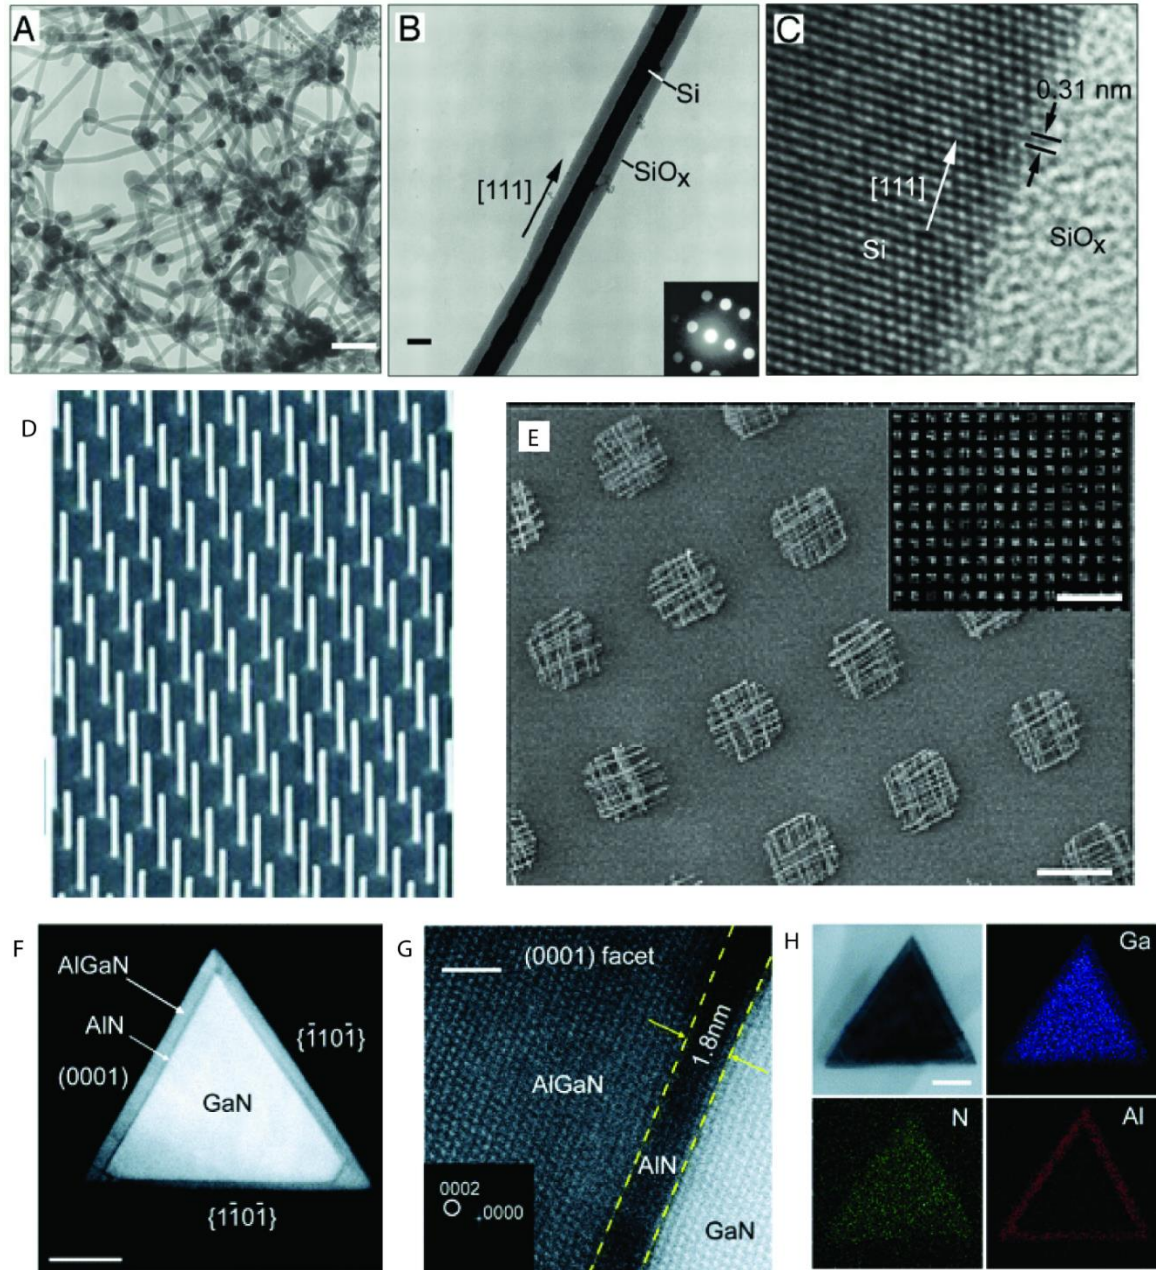 A
B
Si
SiOx
[111]
C
0.31 nm
[111]
Si
SiOx
D
E
F
AlGaN
AlN
(0001)
GaN
{1̄101̄}
{11̄01̄}
G
(0001) facet
1.8nm
AlGaN
AlN
GaN
0002
.0000
H
Ga
N
Al